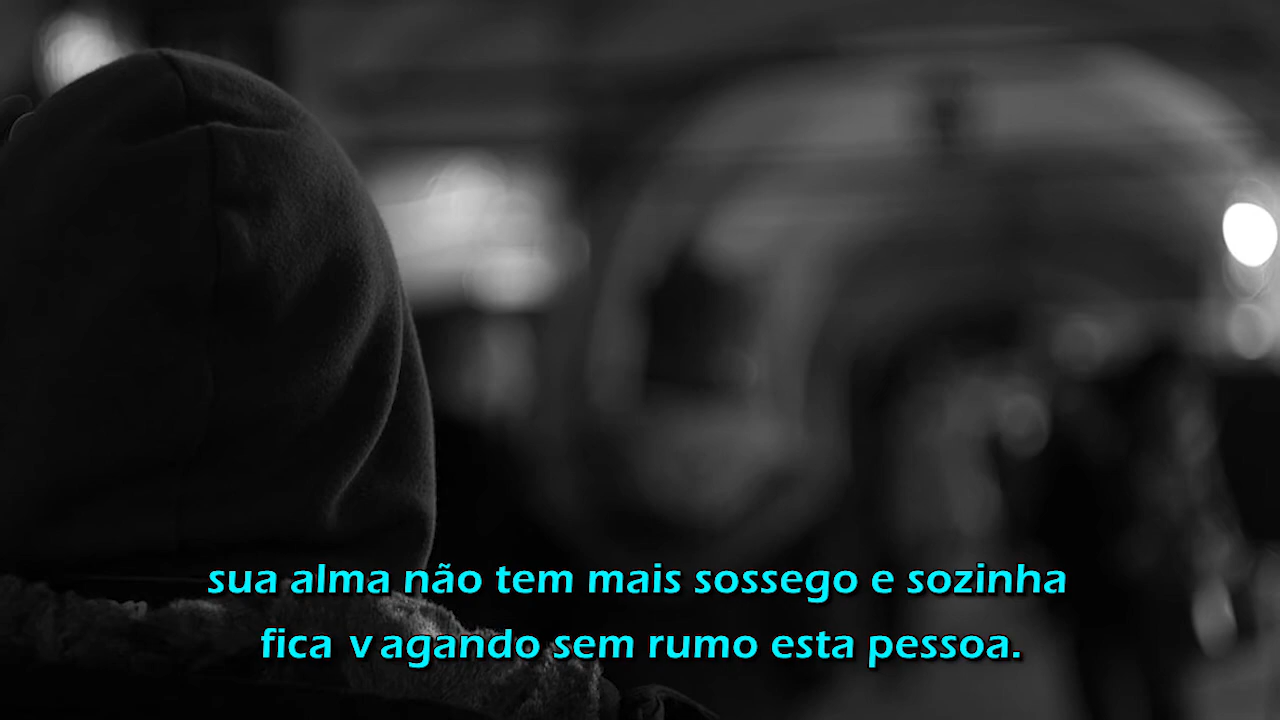 sua alma não tem mais sossego e sozinha
fica vagando sem rumo esta pessoa.